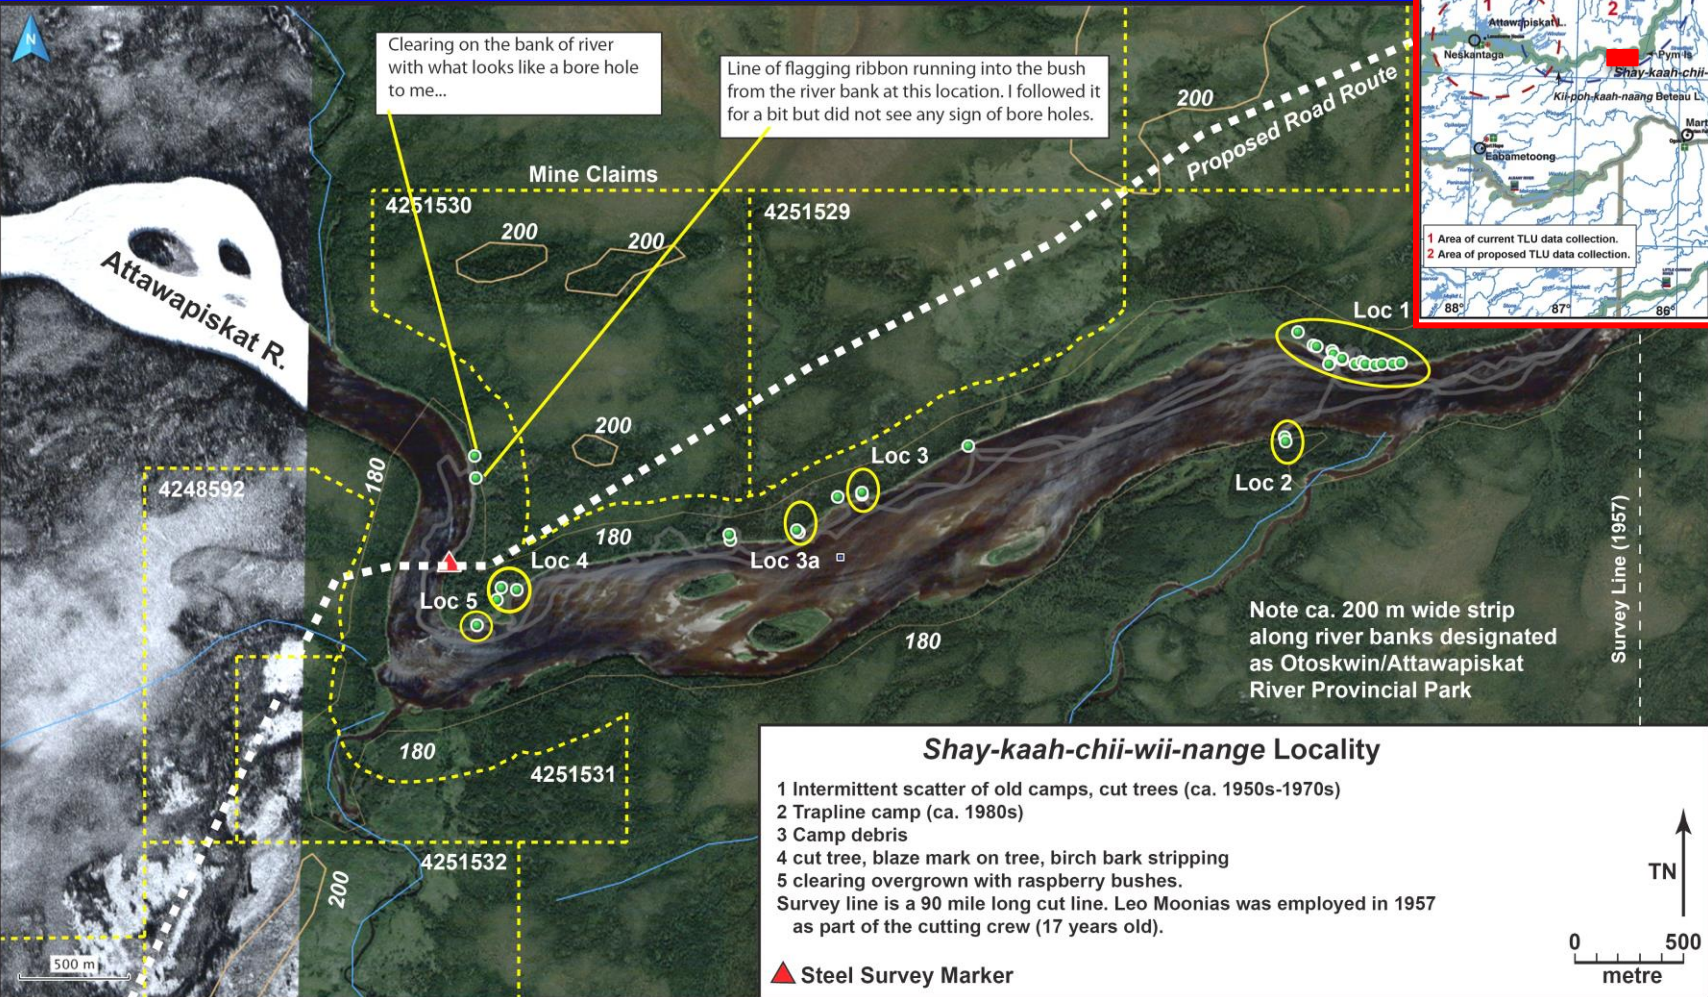 N
Clearing on the bank of river
with what looks like a bore hole
to me...
Line of flagging ribbon running into the bush
from the river bank at this location. I followed it
for a bit but did not see any sign of bore holes.
200
Proposed Road Route
Mine Claims
4251530
4251529
200
200
Attawapiskat R.
Loc 1
200
Loc 3
180
4248592
Loc 2
180
Loc 3a
Loc 4
Loc 5
180
Survey Line (1957)
Note ca. 200 m wide strip
along river banks designated
as Otoskwin/Attawapiskat
River Provincial Park
180
4251531
4251532
200
500 m
1
2
Attawapiskat L.
Neskantaga
Pym Is
Shay-kaah-chii-
Kii-poh-kaah-naang Beteau L.
Mart
Eabametoong
1 Area of current TLU data collection.
2 Area of proposed TLU data collection.
88°
87°
86°
Shay-kaah-chii-wii-nange Locality
1 Intermittent scatter of old camps, cut trees (ca. 1950s-1970s)
2 Trapline camp (ca. 1980s)
3 Camp debris
4 cut tree, blaze mark on tree, birch bark stripping
5 clearing overgrown with raspberry bushes.
Survey line is a 90 mile long cut line. Leo Moonias was employed in 1957
as part of the cutting crew (17 years old).
Steel Survey Marker
TN
0 500
metre